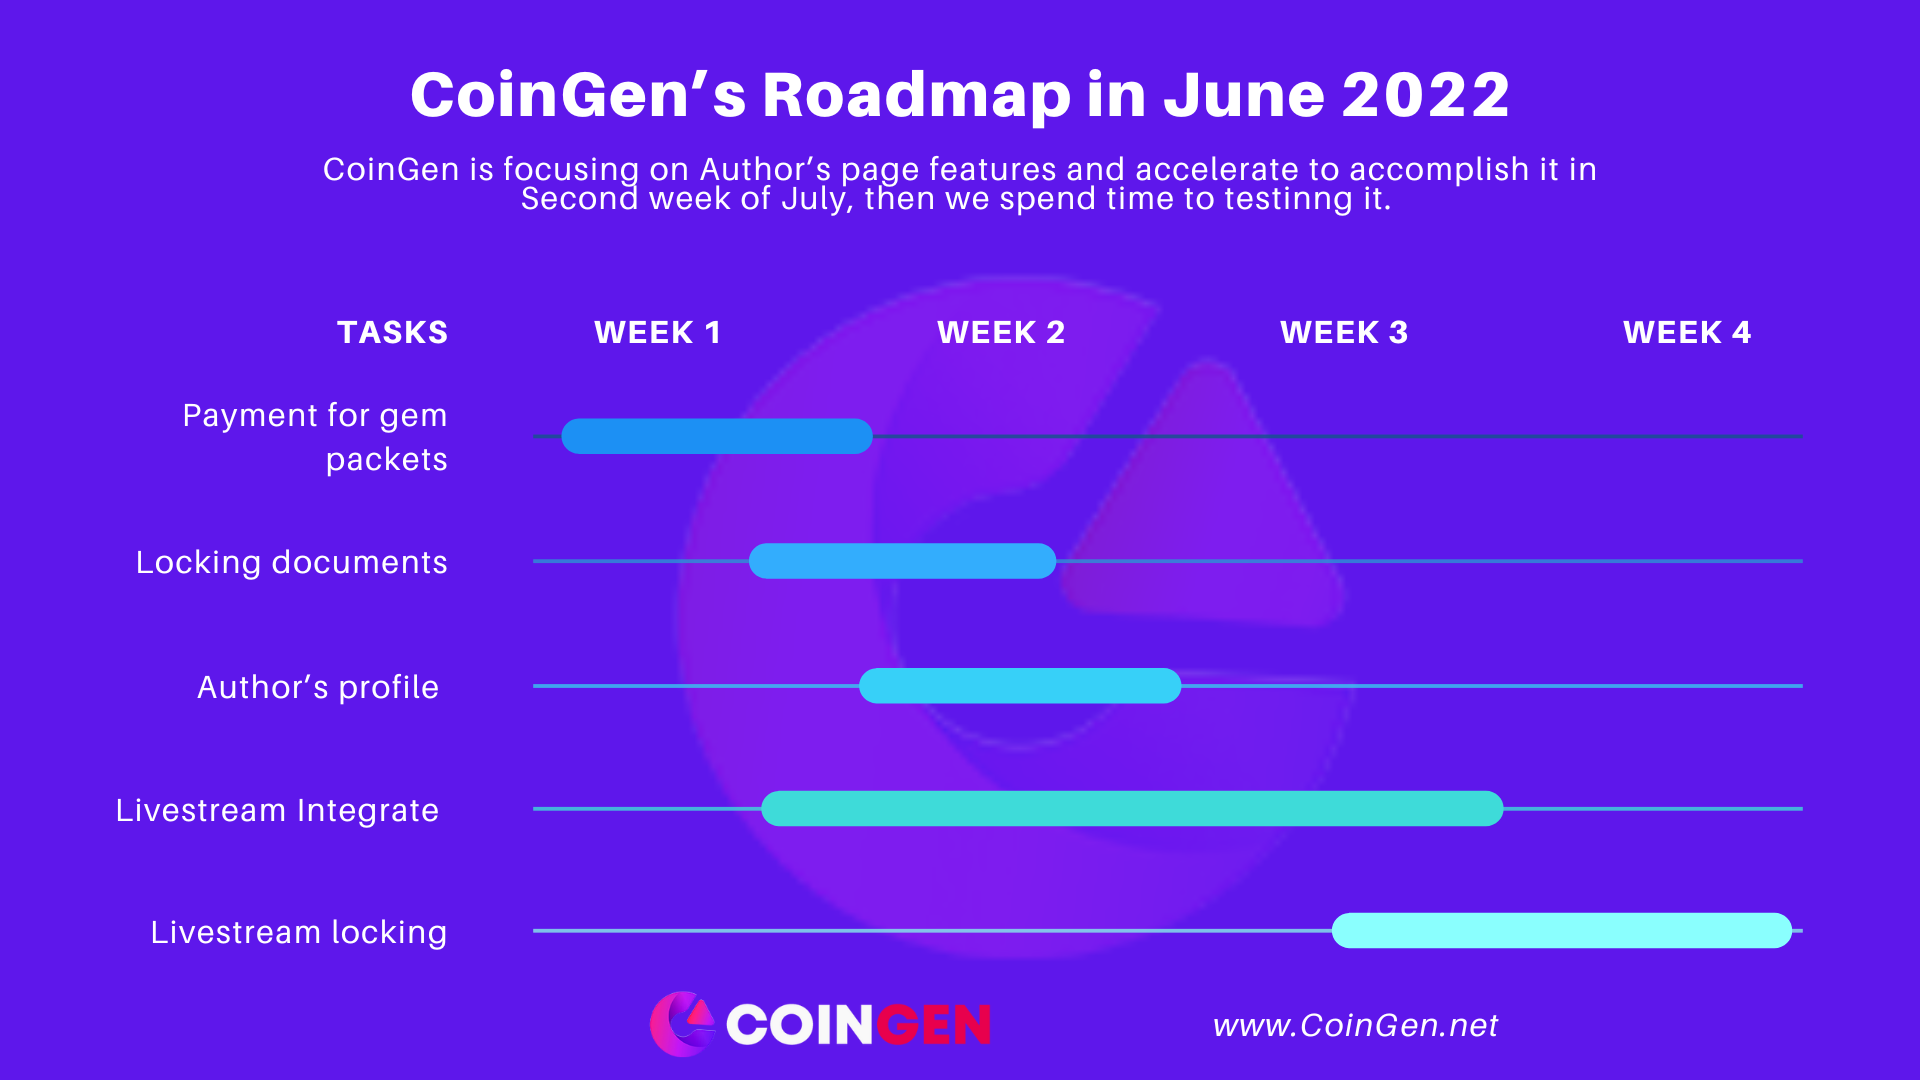 CoinGen’s Roadmap in June 2022
CoinGen is focusing on Author’s page features and accelerate to accomplish it in
Second week of July, then we spend time to testinng it.
TASKS WEEK 1 WEEK 2 WEEK 3 WEEK 4
Payment for gem
packets
Locking documents
Author’s profile
Livestream Integrate
Livestream locking
COINGEN
www.CoinGen.net